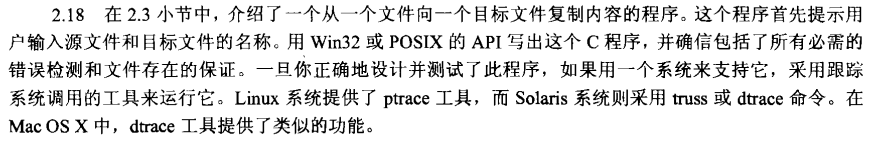 2.18 在 2.3 小节中，介绍了一个从一个文件向一个目标文件复制内容的程序。这个程序首先提示用
户输入源文件和目标文件的名称。用 Win32 或 POSIX 的 API 写出这个 C 程序，并确信包括了所有必需的
错误检测和文件存在的保证。一旦你正确地设计并测试了此程序，如果用一个系统来支持它，采用跟踪
系统调用的工具来运行它。Linux 系统提供了 ptrace 工具，而 Solaris 系统则采用 truss 或 dtrace 命令。在
Mac OS X 中，dtrace 工具提供了类似的功能。